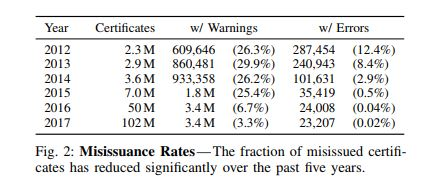 Year Certificates w/ Warnings w/ Errors
2012 2.3 M 609,646 (26.3%) 287,454 (12.4%)
2013 2.9 M 860,481 (29.9%) 240,943 (8.4%)
2014 3.6 M 933,358 (26.2%) 101,631 (2.9%)
2015 7.0 M 1.8 M (25.4%) 35,419 (0.5%)
2016 50 M 3.4 M (6.7%) 24,008 (0.04%)
2017 102 M 3.4 M (3.3%) 23,207 (0.02%)
Fig. 2: Misissuance Rates—The fraction of misissued certifi-
cates has reduced significantly over the past five years.